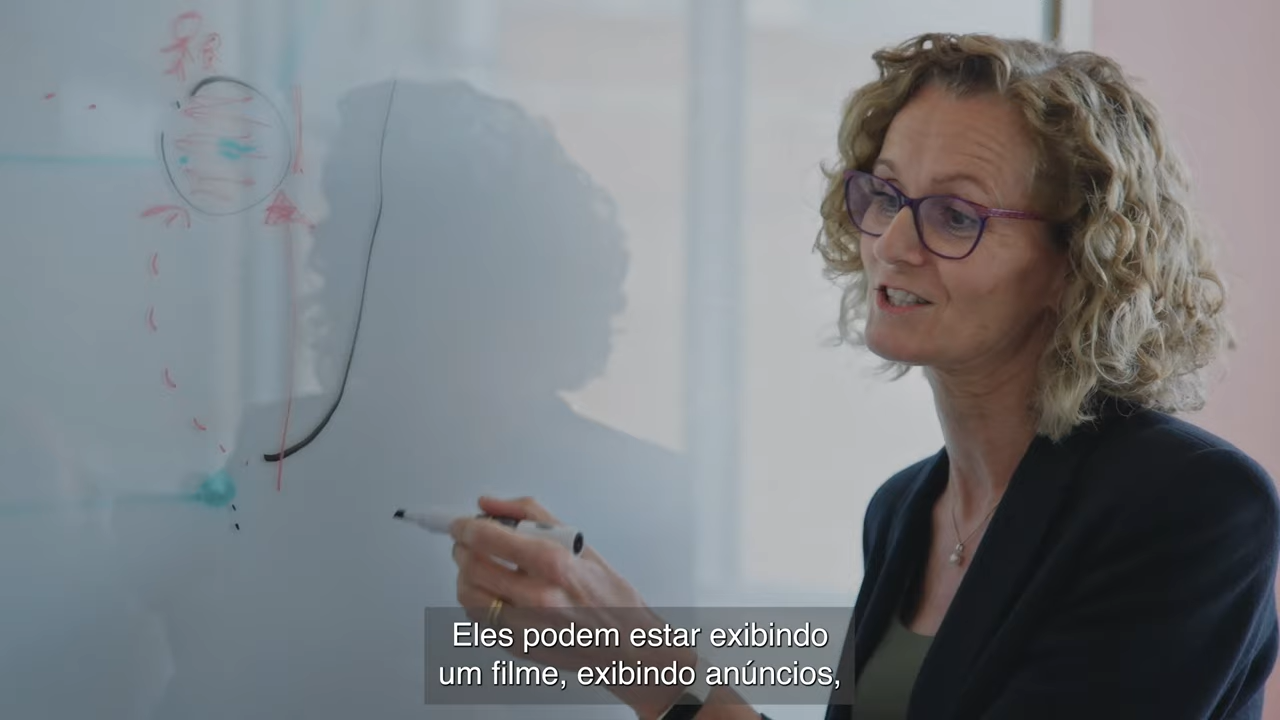 Eles podem estar exibindo
um filme, exibindo anúncios,